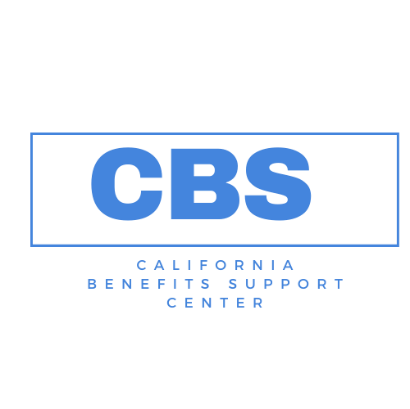 CBS
CALIFORNIA
BENEFITS SUPPORT
CENTER